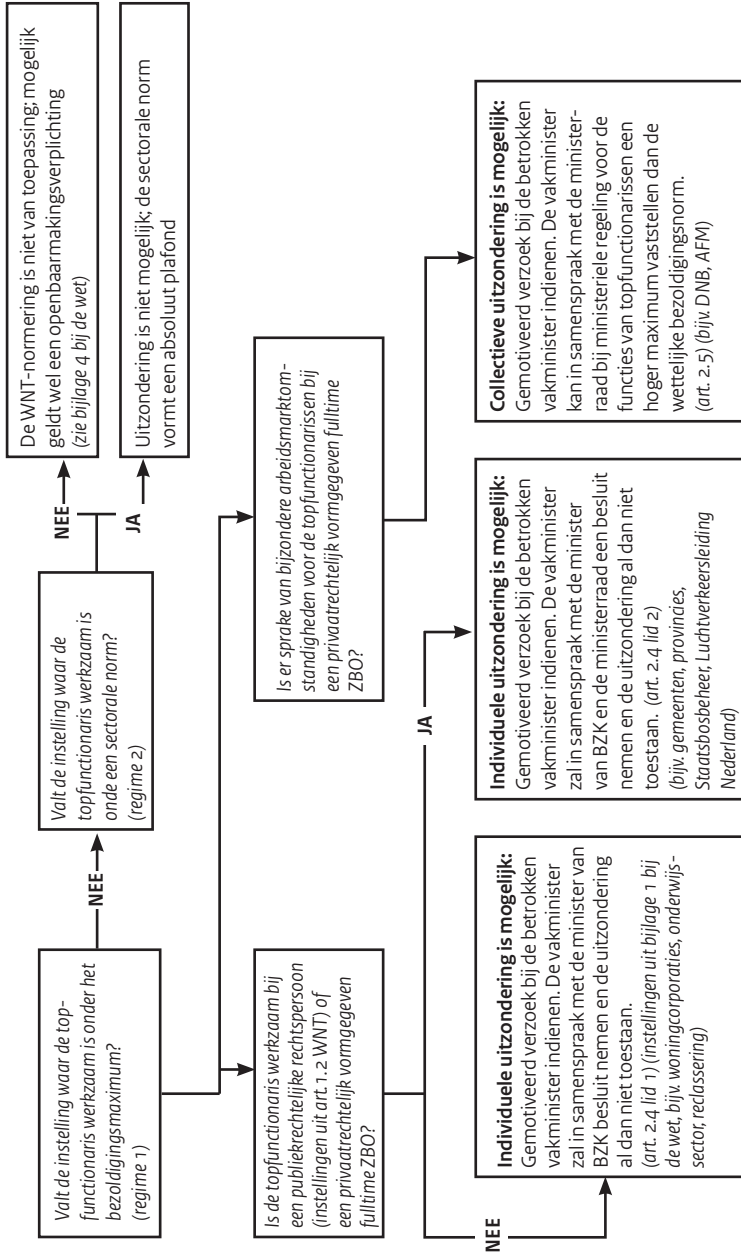 Valt de instelling waar de top-
functionaris werkzaam is onder het
bezoldigingsmaximum?
(regime 1)
NEE
Valt de instelling waar de
topfunctionaris werkzaam is
onde een sectorale norm?
(regime 2)
NEE
De WNT-normering is niet van toepassing; mogelijk
geldt wel een openbaarmakingsverplichting
(zie bijlage 4 bij de wet)
JA
Uitzondering is niet mogelijk; de sectorale norm
vormt een absoluut plafond
Is de topfunctionaris werkzaam bij
een publiekrechtelijke rechtspersoon
(instellingen uit art. 1.2 WNT) of
een privaatrechtelijk vormgegeven
fulltime ZBO?
Is er sprake van bijzondere arbeidsmarktom-
standigheden voor de topfunctionarissen bij
een privaatrechtelijk vormgegeven fulltime
ZBO?
NEE
JA
Individuele uitzondering is mogelijk:
Gemotiveerd verzoek bij de betrokken
vakminister indienen. De vakminister
zal in samenspraak met de minister van
BZK besluit nemen en de uitzondering
al dan niet toestaan.
(art. 2.4 lid 1) (instellingen uit bijlage 1 bij
de wet, bijv. woningcorporaties, onderwijs-
sector, reclassering)
Individuele uitzondering is mogelijk:
Gemotiveerd verzoek bij de betrokken
vakminister indienen. De vakminister
zal in samenspraak met de minister
van BZK en de ministerraad een besluit
nemen en de uitzondering al dan niet
toestaan. (art. 2.4 lid 2)
(bijv. gemeenten, provincies,
Staatsbosbeheer, Luchtverkeersleiding
Nederland)
Collectieve uitzondering is mogelijk:
Gemotiveerd verzoek bij de betrokken
vakminister indienen. De vakminister
kan in samenspraak met de minister-
raad bij ministeriele regeling voor de
functies van topfunctionarissen een
hoger maximum vaststellen dan de
wettelijke bezoldigingsnorm.
(art. 2.5) (bijv. DNB, AFM)